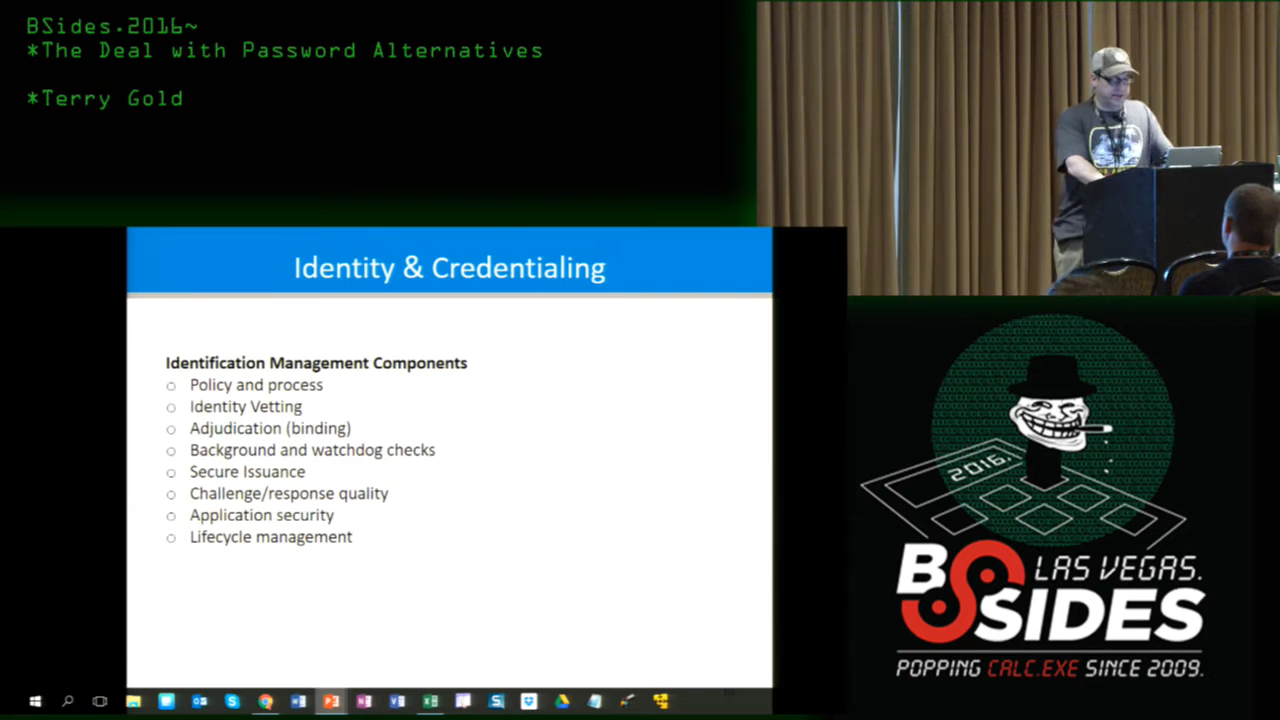 BSides.2016~
*The Deal with Password Alternatives
*Terry Gold
Identity & Credentialing
Identification Management Components
Policy and process
Identity Vetting
Adjudication (binding)
Background and watchdog checks
Secure Issuance
Challenge/response quality
Application security
Lifecycle management
2016.
BSIDES
LAS VEGAS.
POPPING CALC.EXE SINCE 2009.